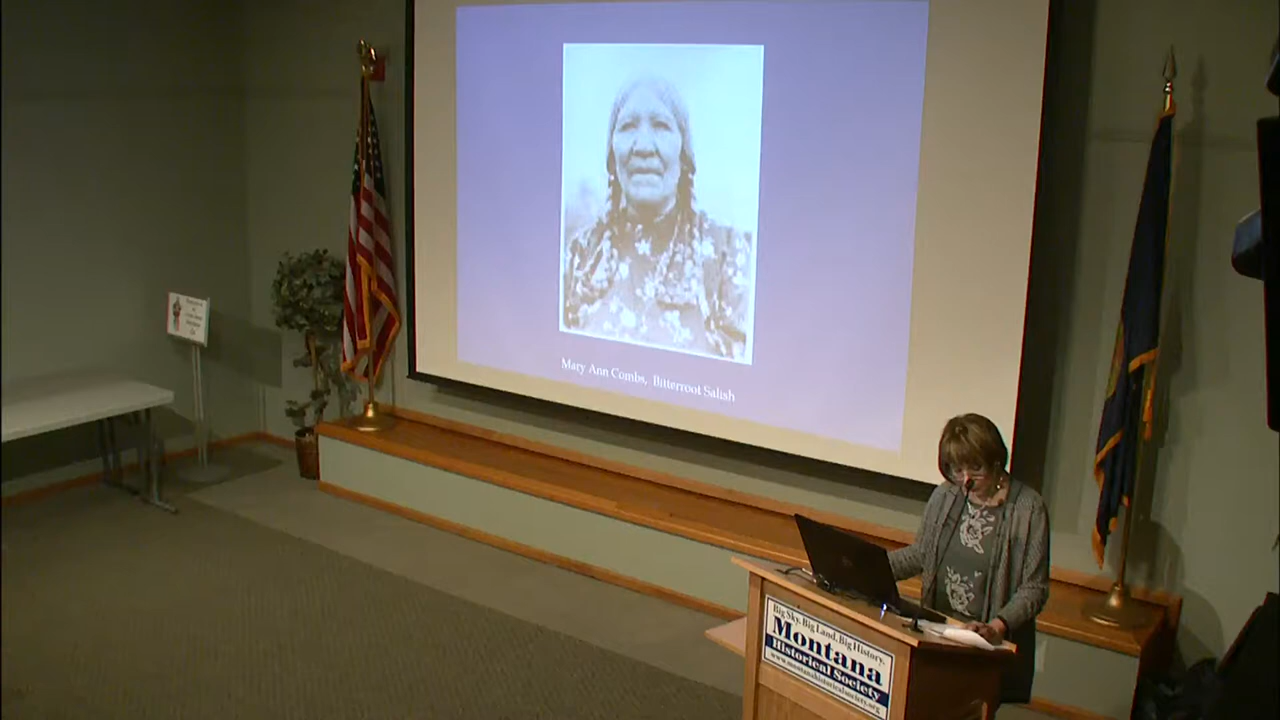 Mary Ann Combs, Bitterroot Salish
Big Sky. Big Land. Big History.
Montana
Historical Society
www.montanahistoricalsociety.org